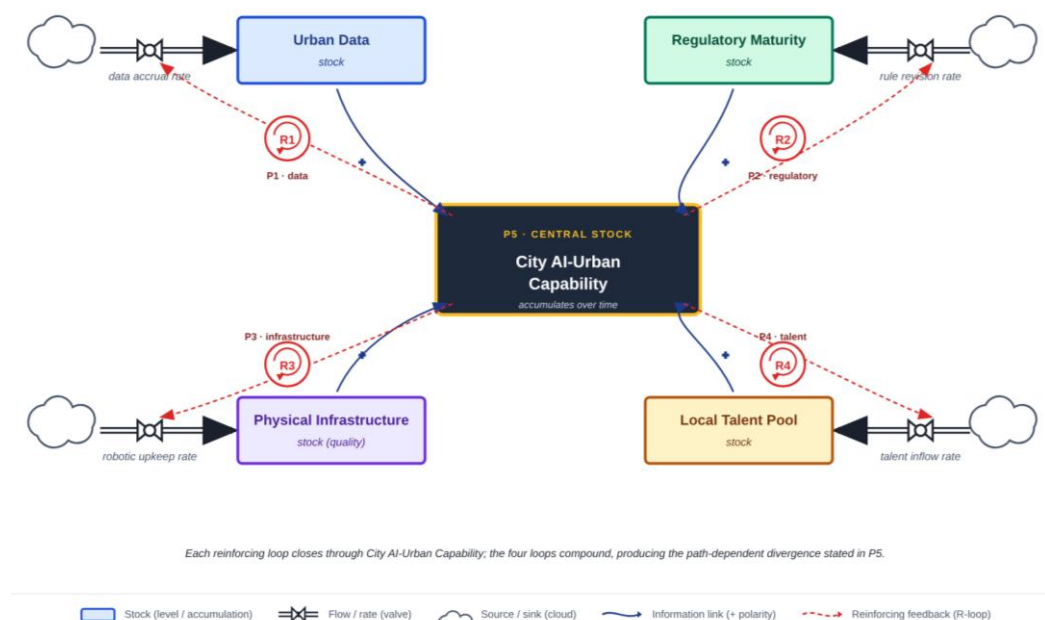 Urban Data
stock
data accrual rate
Regulatory Maturity
stock
rule revision rate
R1
P1 · data
R2
P2 · regulatory
P5 · CENTRAL STOCK
City AI-Urban
Capability
accumulates over time
P3 · infrastructure
R3
P4 · talent
R4
Physical Infrastructure
stock (quality)
robotic upkeep rate
Local Talent Pool
stock
talent inflow rate
Each reinforcing loop closes through City AI-Urban Capability; the four loops compound, producing the path-dependent divergence stated in P5.
Stock (level / accumulation)
Flow / rate (valve)
Source / sink (cloud)
Information link (+ polarity)
Reinforcing feedback (R-loop)